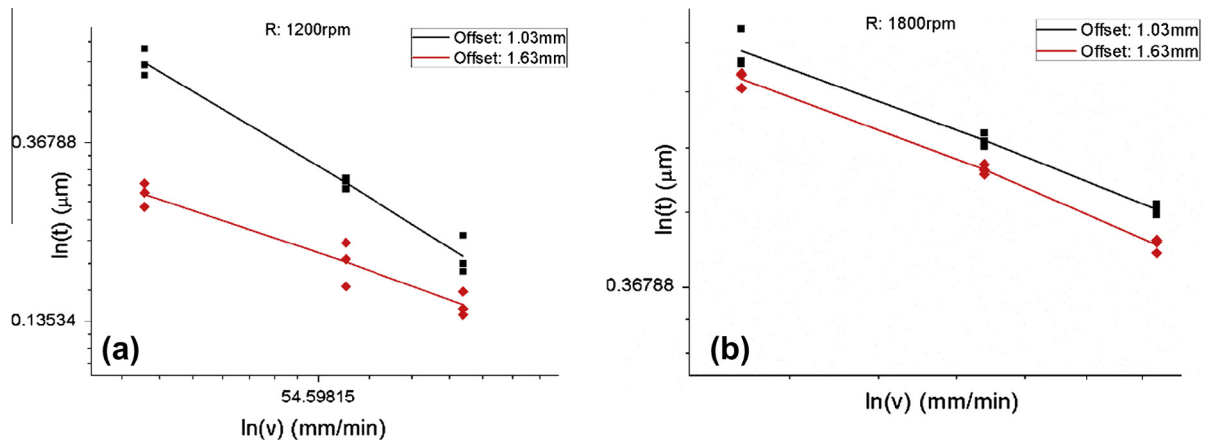 R: 1200rpm
Offset: 1.03mm
Offset: 1.63mm
0.36788
0.13534
ln(t) (μm)
(a)
54.59815
ln(v) (mm/min)
R: 1800rpm
Offset: 1.03mm
Offset: 1.63mm
0.36788
ln(t) (μm)
(b)
ln(v) (mm/min)